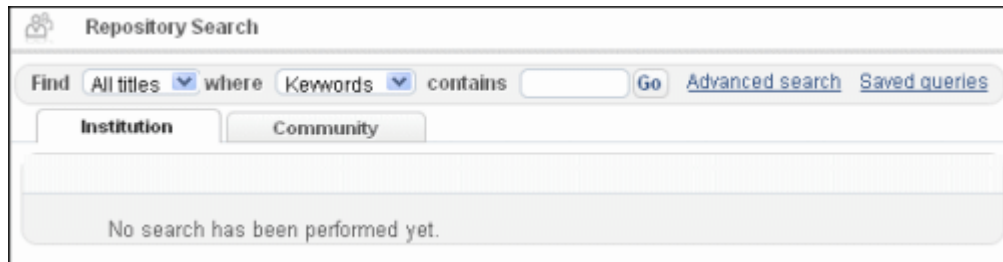 Repository Search
Find All titles where Keywords contains Go Advanced search Saved queries
Institution Community
No search has been performed yet.